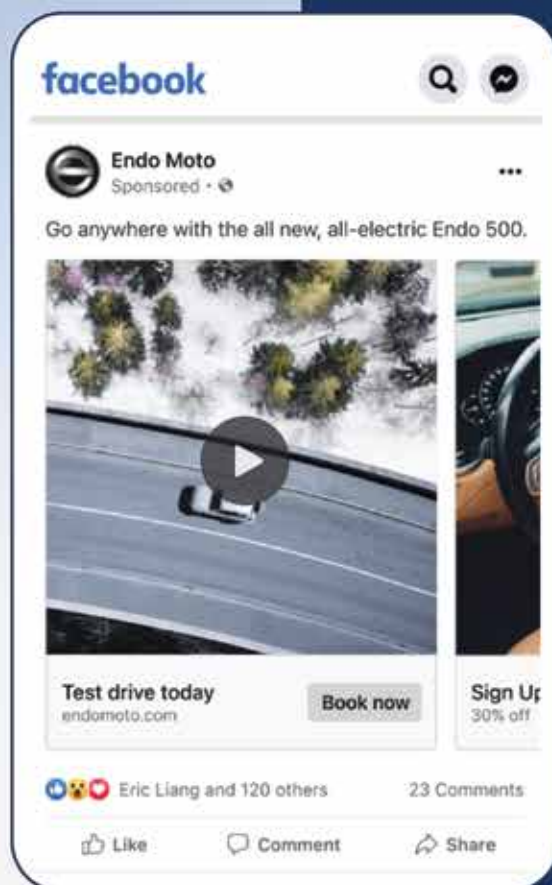 facebook
Endo Moto
Sponsored •
Go anywhere with the all new, all-electric Endo 500.
Test drive today
endomoto.com
Book now
Sign Up
30% off
Eric Liang and 120 others
23 Comments
Like
Comment
Share